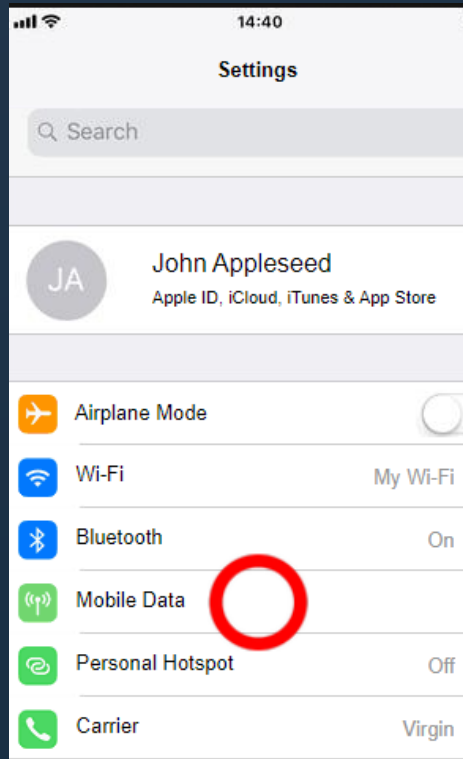 14:40
Settings
Search
JA
John Appleseed
Apple ID, iCloud, iTunes & App Store
Airplane Mode
Wi-Fi My Wi-Fi
Bluetooth On
Mobile Data
Personal Hotspot Off
Carrier Virgin